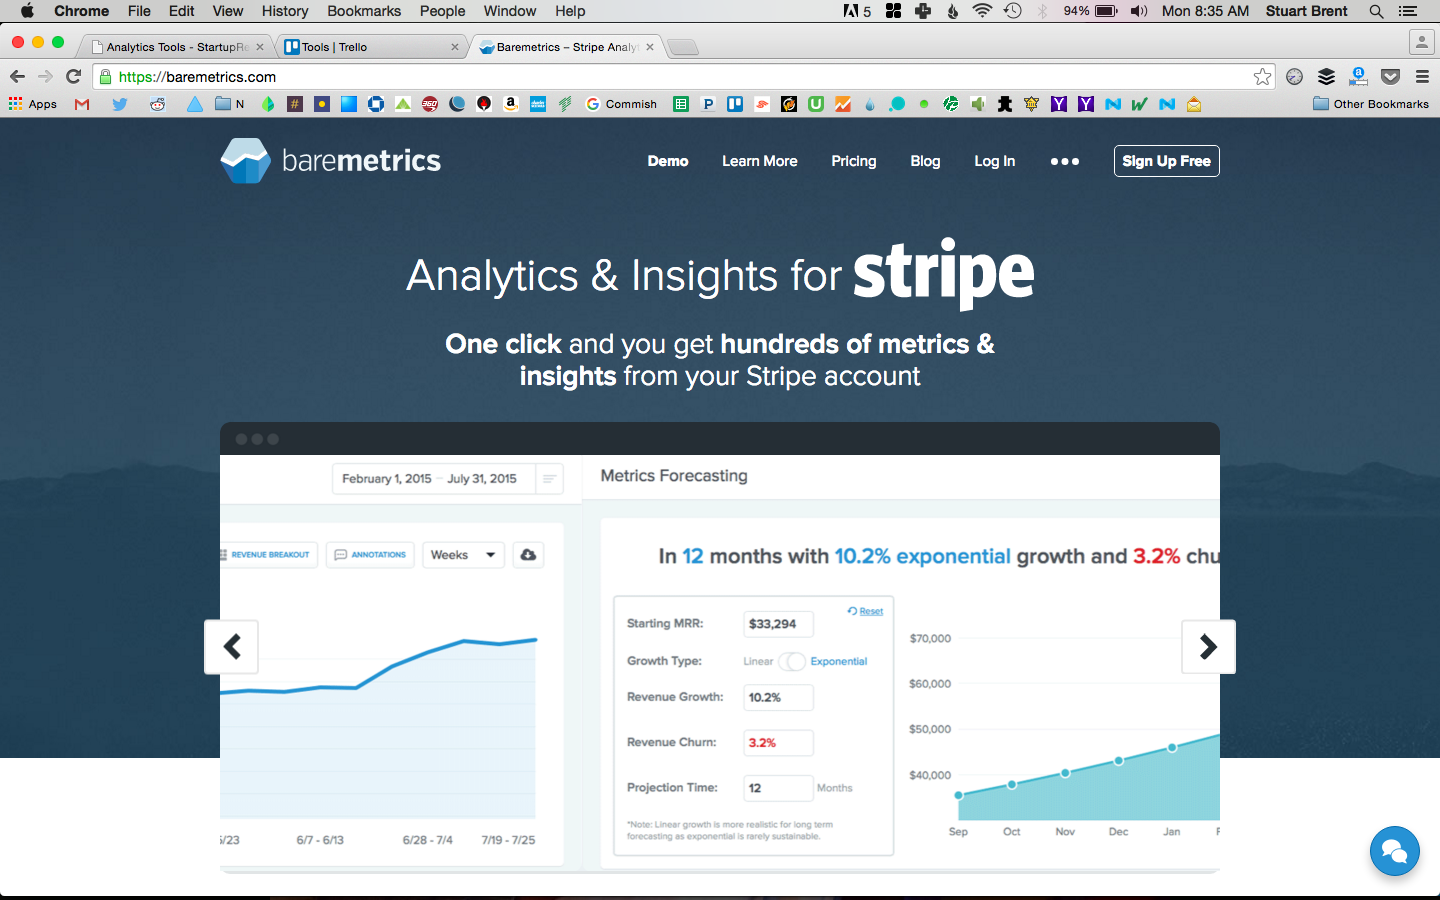 Chrome File Edit View History Bookmarks People Window Help 5 94% Mon 8:35 AM Stuart Brent
Analytics Tools - StartupRe
Tools | Trello
Baremetrics – Stripe Analyt
https://baremetrics.com
Apps N # 360 a P U Y Y N W N G Commish Other Bookmarks
baremetrics
Demo Learn More Pricing Blog Log In Sign Up Free
Analytics & Insights for stripe
One click and you get hundreds of metrics &
insights from your Stripe account
February 1, 2015 – July 31, 2015
REVENUE BREAKOUT ANNOTATIONS Weeks
6/23 6/7 - 6/13 6/28 - 7/4 7/19 - 7/25
Metrics Forecasting
In 12 months with 10.2% exponential growth and 3.2% chu
Reset
Starting MRR: $33,294
Growth Type: Linear Exponential
Revenue Growth: 10.2%
Revenue Churn: 3.2%
Projection Time: 12 Months
*Note: Linear growth is more realistic for long term
forecasting as exponential is rarely sustainable.
$70,000
$60,000
$50,000
$40,000
Sep Oct Nov Dec Jan F